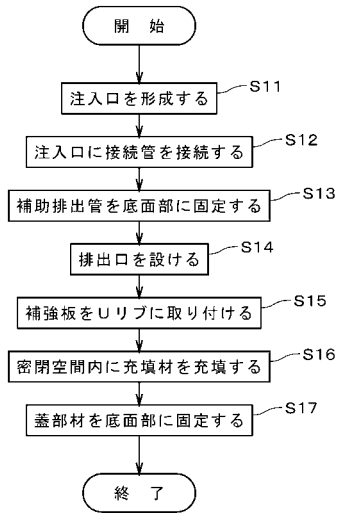 開 始
注入口を形成する
S11
注入口に接続管を接続する
S12
補助排出管を底面部に固定する
S13
排出口を設ける
S14
補強板をUリブに取り付ける
S15
密閉空間内に充填材を充填する
S16
蓋部材を底面部に固定する
S17
終 了